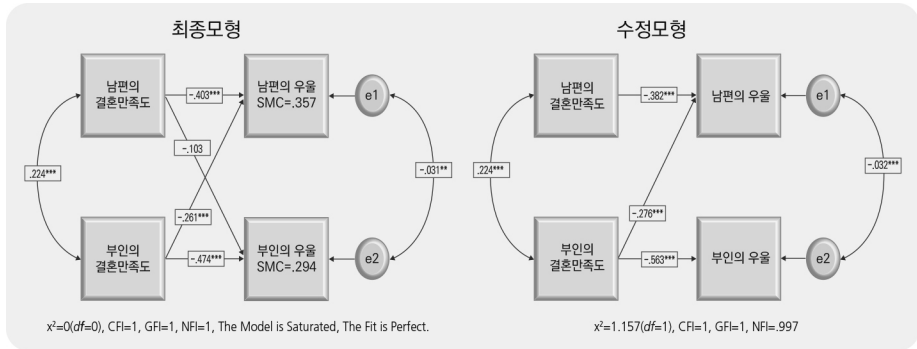 최종모형
남편의
결혼만족도
-.403***
남편의 우울
SMC=.357
e1
-.103
.224***
-.031**
-.261***
부인의
결혼만족도
-.474***
부인의 우울
SMC=.294
e2
x²=0(df=0), CFI=1, GFI=1, NFI=1, The Model is Saturated, The Fit is Perfect.
수정모형
남편의
결혼만족도
-.382***
남편의 우울
e1
.224***
-.032***
-.276***
부인의
결혼만족도
-.563***
부인의 우울
e2
x²=1.157(df=1), CFI=1, GFI=1, NFI=.997